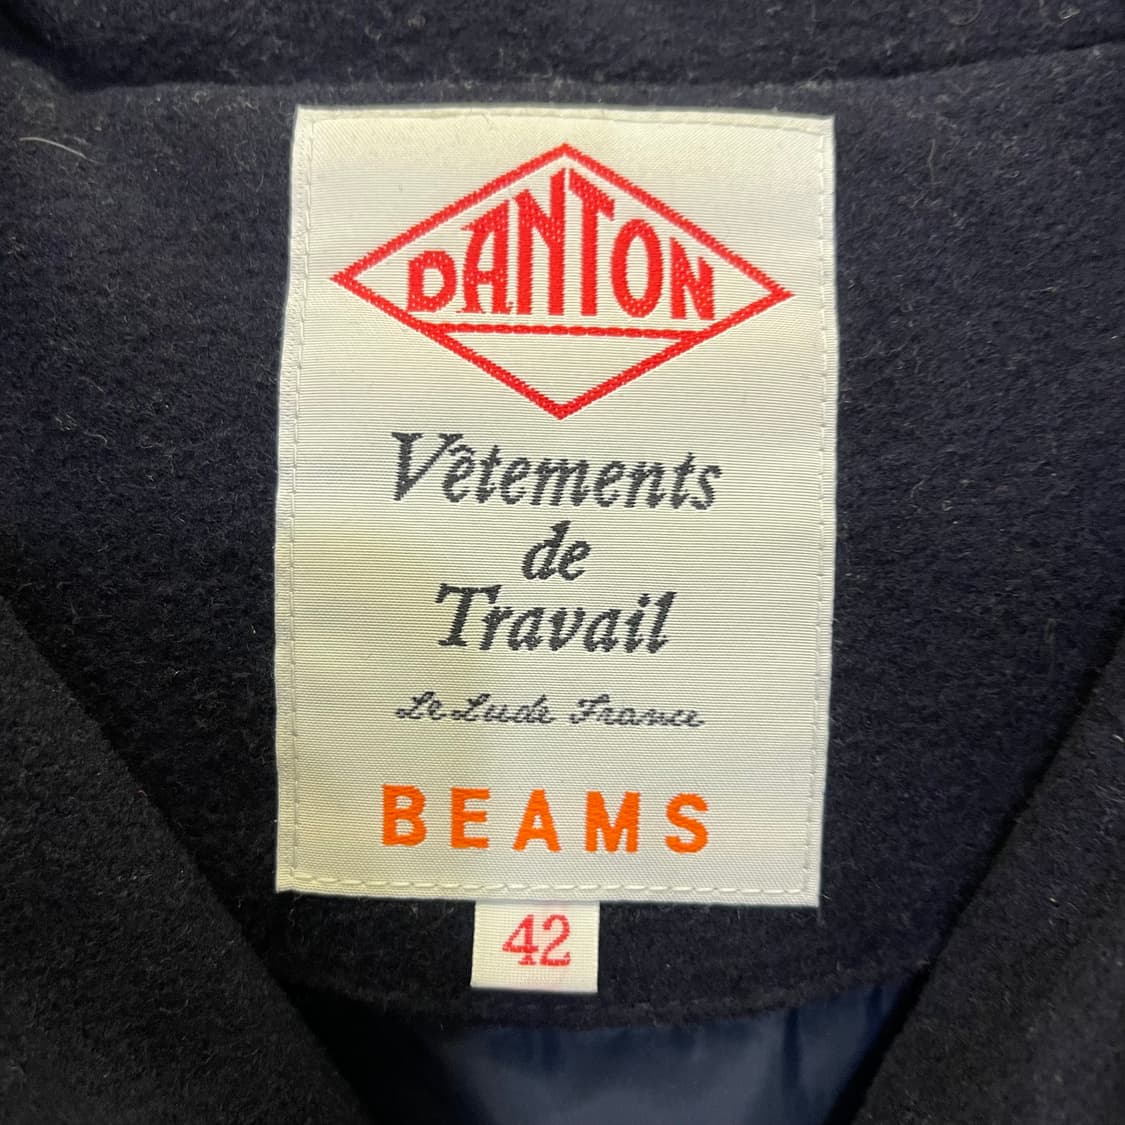 DANTON
Vêtements
de
Travail
Le Lude France
BEAMS
42